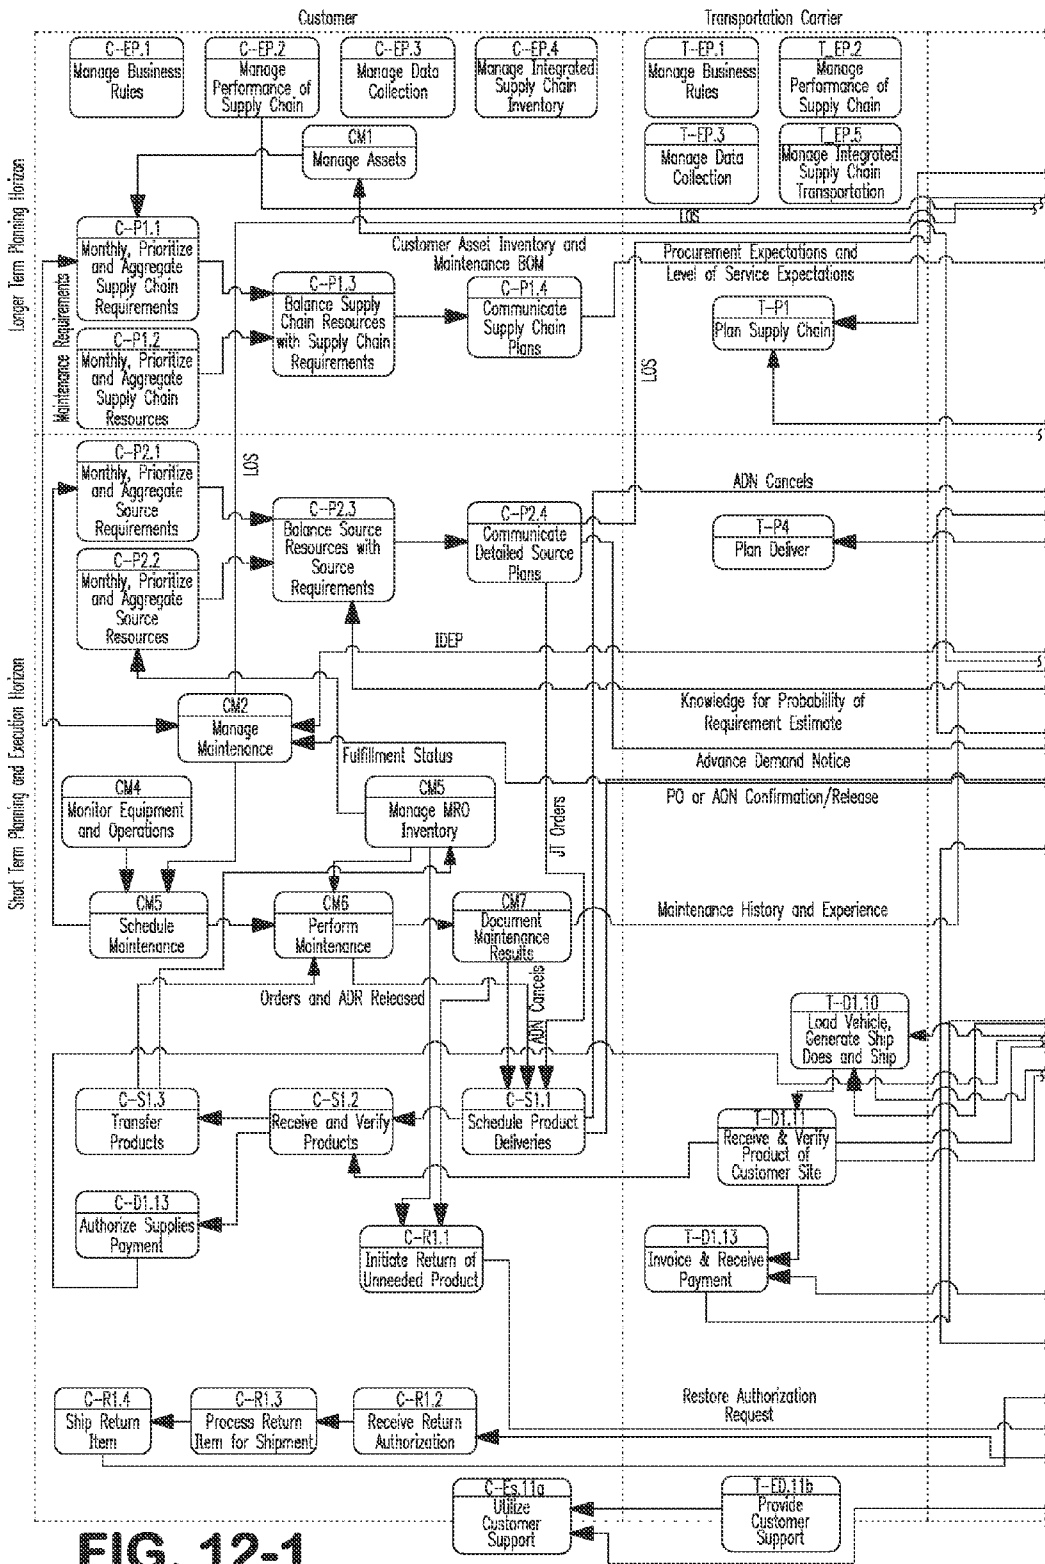 Customer
Transportation Carrier
C-EP.1
Manage Business
Rules
C-EP.2
Manage
Performance of
Supply Chain
C-EP.3
Manage Data
Collection
C-EP.4
Manage Integrated
Supply Chain
Inventory
T-EP.1
Manage Business
Rules
T_EP.2
Manage
Performance of
Supply Chain
T-EP.3
Manage Data
Collection
T_EP.5
Manage Integrated
Supply Chain
Transportation
CM1
Manage Assets
Longer Term Planning Horizon
LOS
C-P1.1
Monthly, Prioritize
and Aggregate
Supply Chain
Requirements
Maintenance Requirements
Customer Asset Inventory and
Maintenance BOM
Procurement Expectations and
Level of Service Expectations
C-P1.3
Balance Supply
Chain Resources
with Supply Chain
Requirements
C-P1.4
Communicate
Supply Chain
Plans
T-P1
Plan Supply Chain
C-P1.2
Monthly, Prioritize
and Aggregate
Supply Chain
Resources
LOS
LOS
C-P2.1
Monthly, Prioritize
and Aggregate
Source
Requirements
ADN Cancels
C-P2.3
Balance Source
Resources with
Source
Requirements
C-P2.4
Communicate
Detailed Source
Plans
T-P4
Plan Deliver
C-P2.2
Monthly, Prioritize
and Aggregate
Source
Resources
IDEP
Short Term Planning and Execution Horizon
CM2
Manage
Maintenance
Knowledge for Probability of
Requirement Estimate
Fulfillment Status
Advance Demand Notice
CM4
Monitor Equipment
and Operations
CM5
Manage MRO
Inventory
PO or AQN Confirmation/Release
JT Orders
CM5
Schedule
Maintenance
CM6
Perform
Maintenance
CM7
Document
Maintenance
Results
Maintenance History and Experience
Orders and ADR Released
ADN Cancels
T-D1.10
Load Vehicle,
Generate Ship
Does and Ship
C-S1.3
Transfer
Products
C-S1.2
Receive and Verify
Products
C-S1.1
Schedule Product
Deliveries
T-D1.11
Receive & Verify
Product of
Customer Site
C-D1.13
Authorize Supplies
Payment
C-R1.1
Initiate Return of
Unneeded Product
T-D1.13
Invoice & Receive
Payment
C-R1.4
Ship Return
Item
C-R1.3
Process Return
Item for Shipment
C-R1.2
Receive Return
Authorization
Restore Authorization
Request
C-Es.11a
Utilize
Customer
Support
T-ED.11b
Provide
Customer
Support
FIG. 12-1